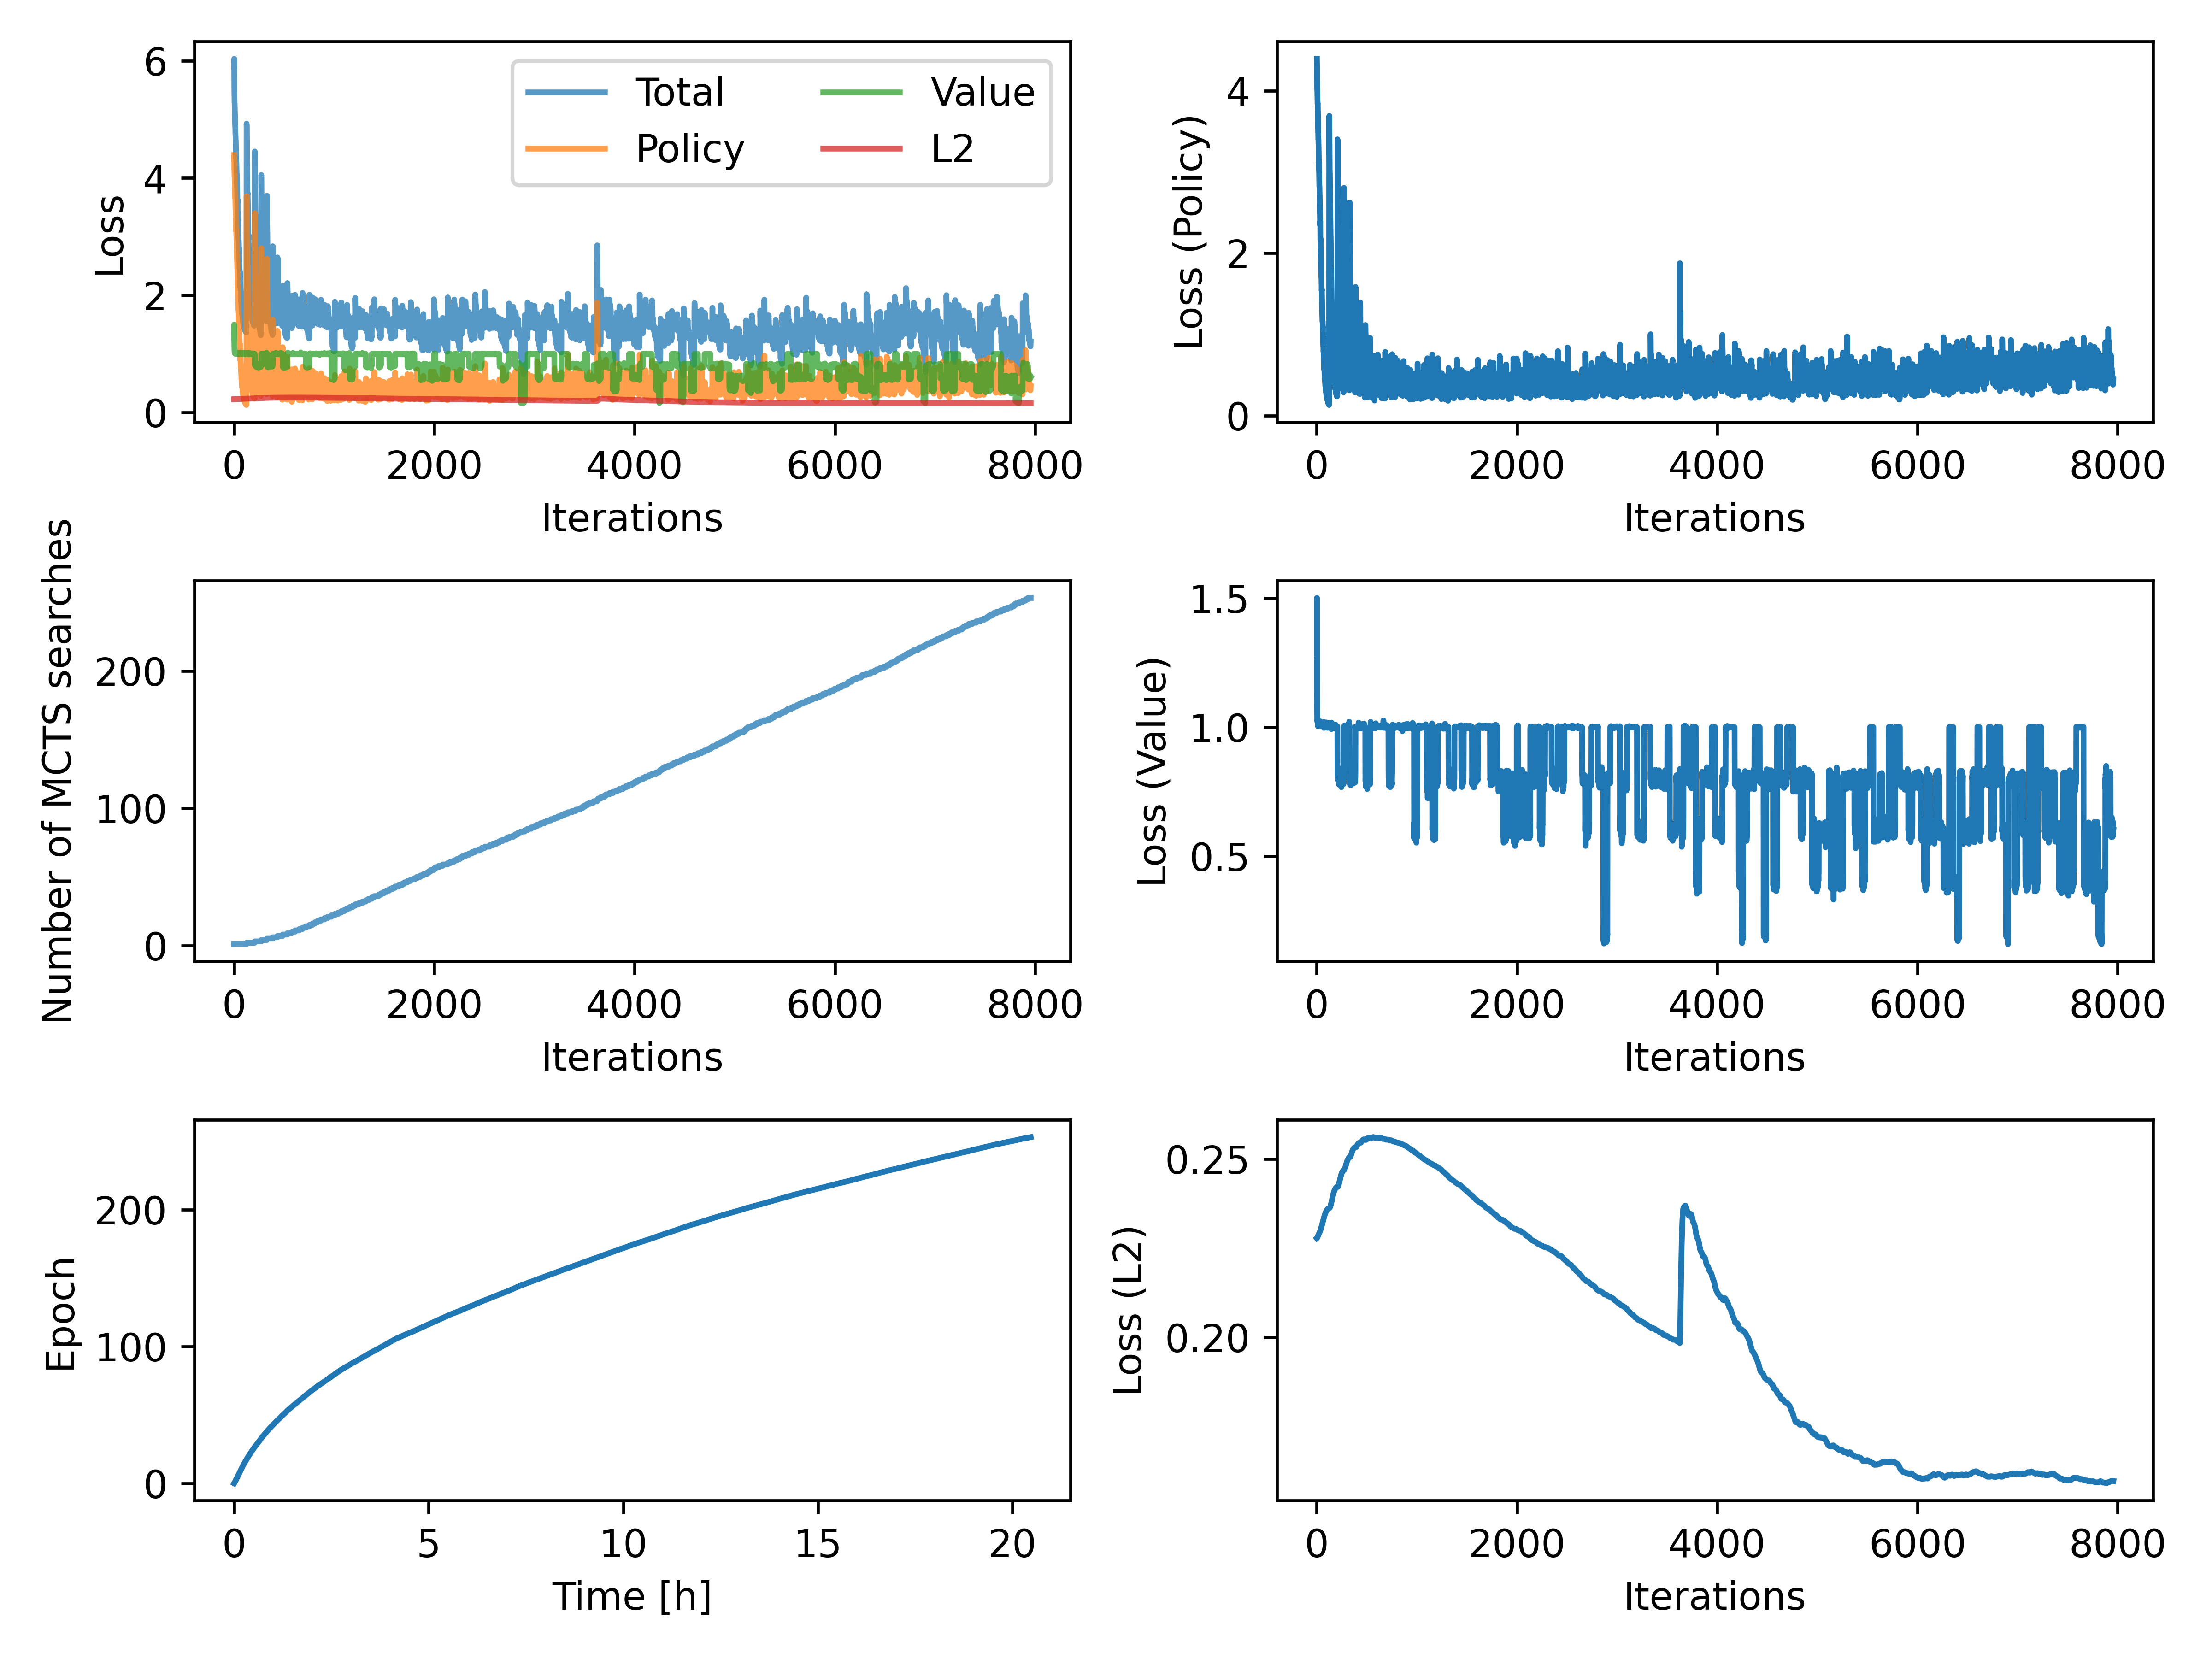 Loss
6
4
2
0
Total
Value
Policy
L2
0 2000 4000 6000 8000
Iterations
Loss (Policy)
4
2
0
0 2000 4000 6000 8000
Iterations
Number of MCTS searches
200
100
0
0 2000 4000 6000 8000
Iterations
Loss (Value)
1.5
1.0
0.5
0 2000 4000 6000 8000
Iterations
Epoch
200
100
0
0 5 10 15 20
Time [h]
Loss (L2)
0.25
0.20
0 2000 4000 6000 8000
Iterations